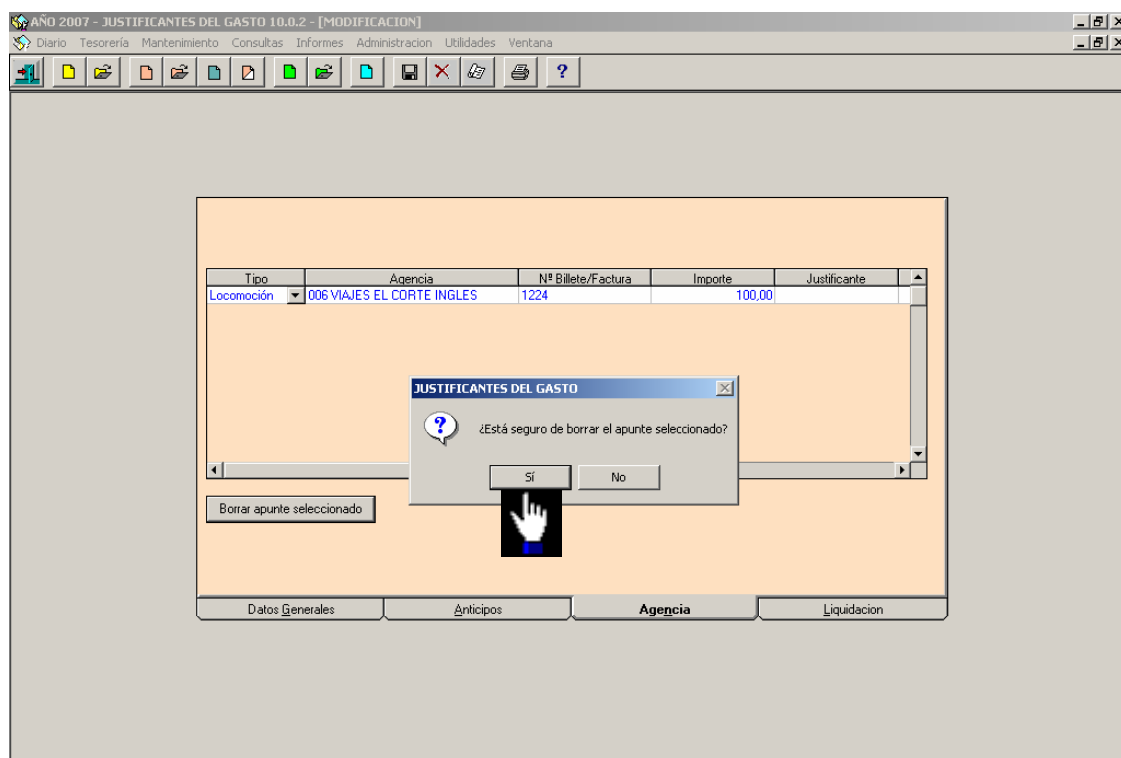 AÑO 2007 - JUSTIFICANTES DEL GASTO 10.0.2 - [MODIFICACION]
Diario Tesorería Mantenimiento Consultas Informes Administracion Utilidades Ventana
?
Tipo Agencia Nº Billete/Factura Importe Justificante
Locomoción 006 VIAJES EL CORTE INGLES 1224 100,00
JUSTIFICANTES DEL GASTO
? ¿Está seguro de borrar el apunte seleccionado?
Sí No
Borrar apunte seleccionado
Datos Generales Anticipos Agencia Liquidacion